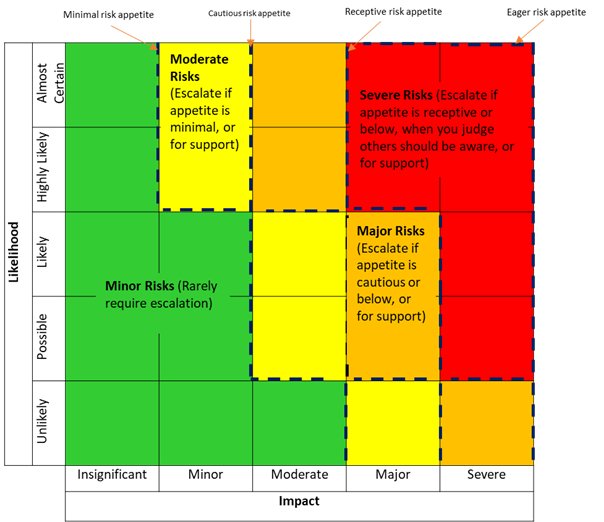 Minimal risk appetite
Cautious risk appetite
Receptive risk appetite
Eager risk appetite
Likelihood
Almost
Certain
Highly Likely
Likely
Possible
Unlikely
Moderate
Risks
(Escalate if
appetite is
minimal, or
for support)
Severe Risks (Escalate if
appetite is receptive or
below, when you judge
others should be aware, or
for support)
Minor Risks (Rarely
require escalation)
Major Risks
(Escalate if
appetite is
cautious or
below, or
for support)
Insignificant
Minor
Moderate
Major
Severe
Impact